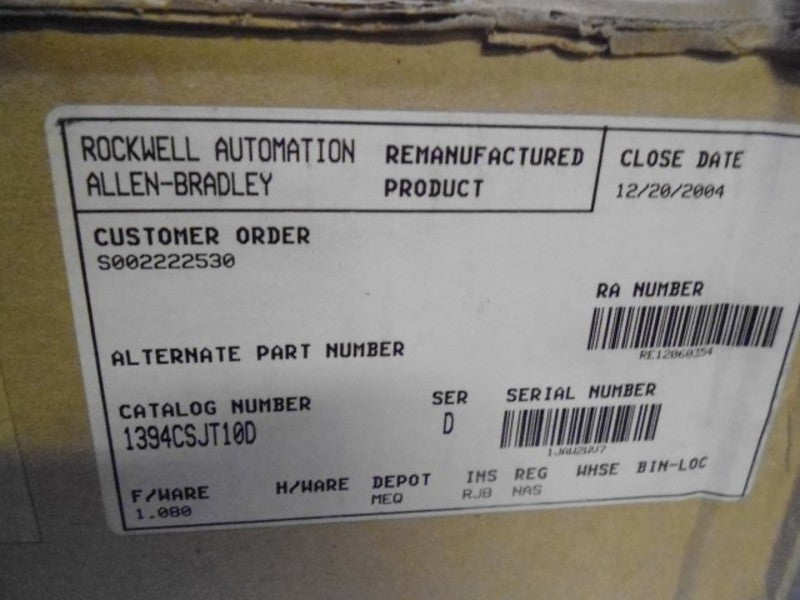 ROCKWELL AUTOMATION
ALLEN-BRADLEY
REMANUFACTURED
PRODUCT
CLOSE DATE
12/20/2004
CUSTOMER ORDER
S002222530
RA NUMBER
RE12060354
ALTERNATE PART NUMBER
CATALOG NUMBER
1394CSJT10D
SER
D
SERIAL NUMBER
F/WARE
1.080
H/WARE
DEPOT
MEQ
INS
RJB
REG
NAS
WHSE
BIN-LOC